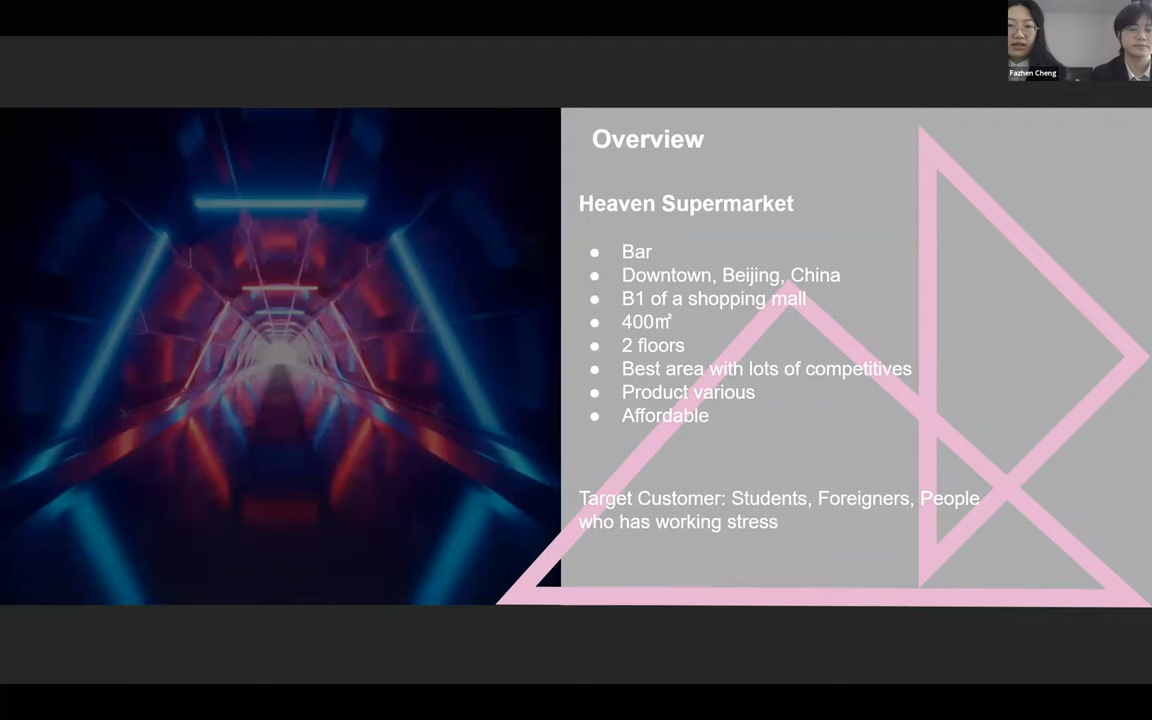 Fazhen Cheng
Overview
Heaven Supermarket
● Bar
● Downtown, Beijing, China
● B1 of a shopping mall
● 400㎡
● 2 floors
● Best area with lots of competitives
● Product various
● Affordable
Target Customer: Students, Foreigners, People
who has working stress